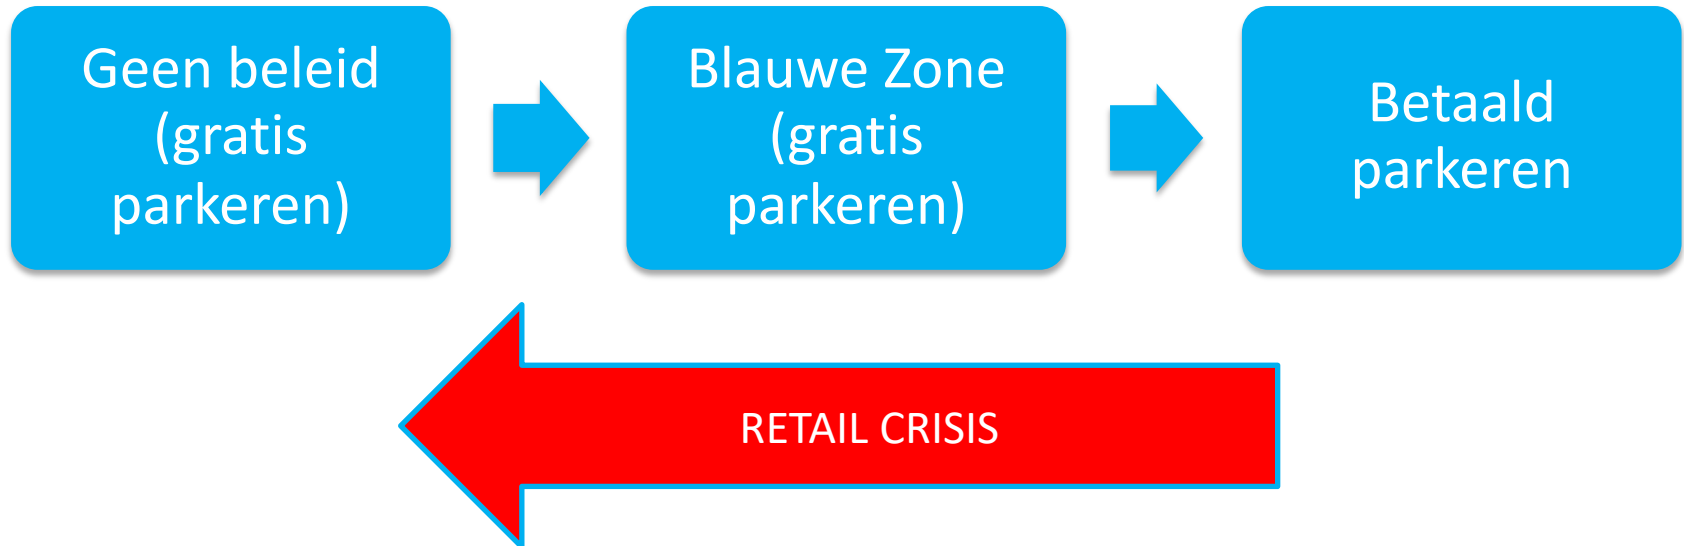 Geen beleid
(gratis
parkeren)
Blauwe Zone
(gratis
parkeren)
Betaald
parkeren
RETAIL CRISIS